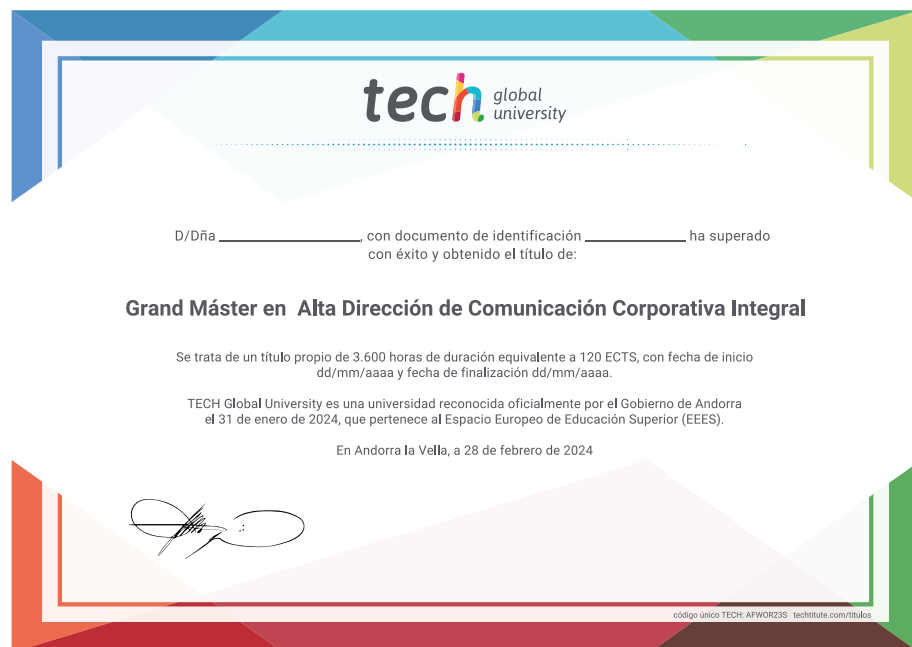 tech global university
D/Dña ________________, con documento de identificación ____________ ha superado
con éxito y obtenido el título de:
Grand Máster en Alta Dirección de Comunicación Corporativa Integral
Se trata de un título propio de 3.600 horas de duración equivalente a 120 ECTS, con fecha de inicio
dd/mm/aaaa y fecha de finalización dd/mm/aaaa.
TECH Global University es una universidad reconocida oficialmente por el Gobierno de Andorra
el 31 de enero de 2024, que pertenece al Espacio Europeo de Educación Superior (EEES).
En Andorra la Vella, a 28 de febrero de 2024
código único TECH: AFWOR23S techtitute.com/titulos